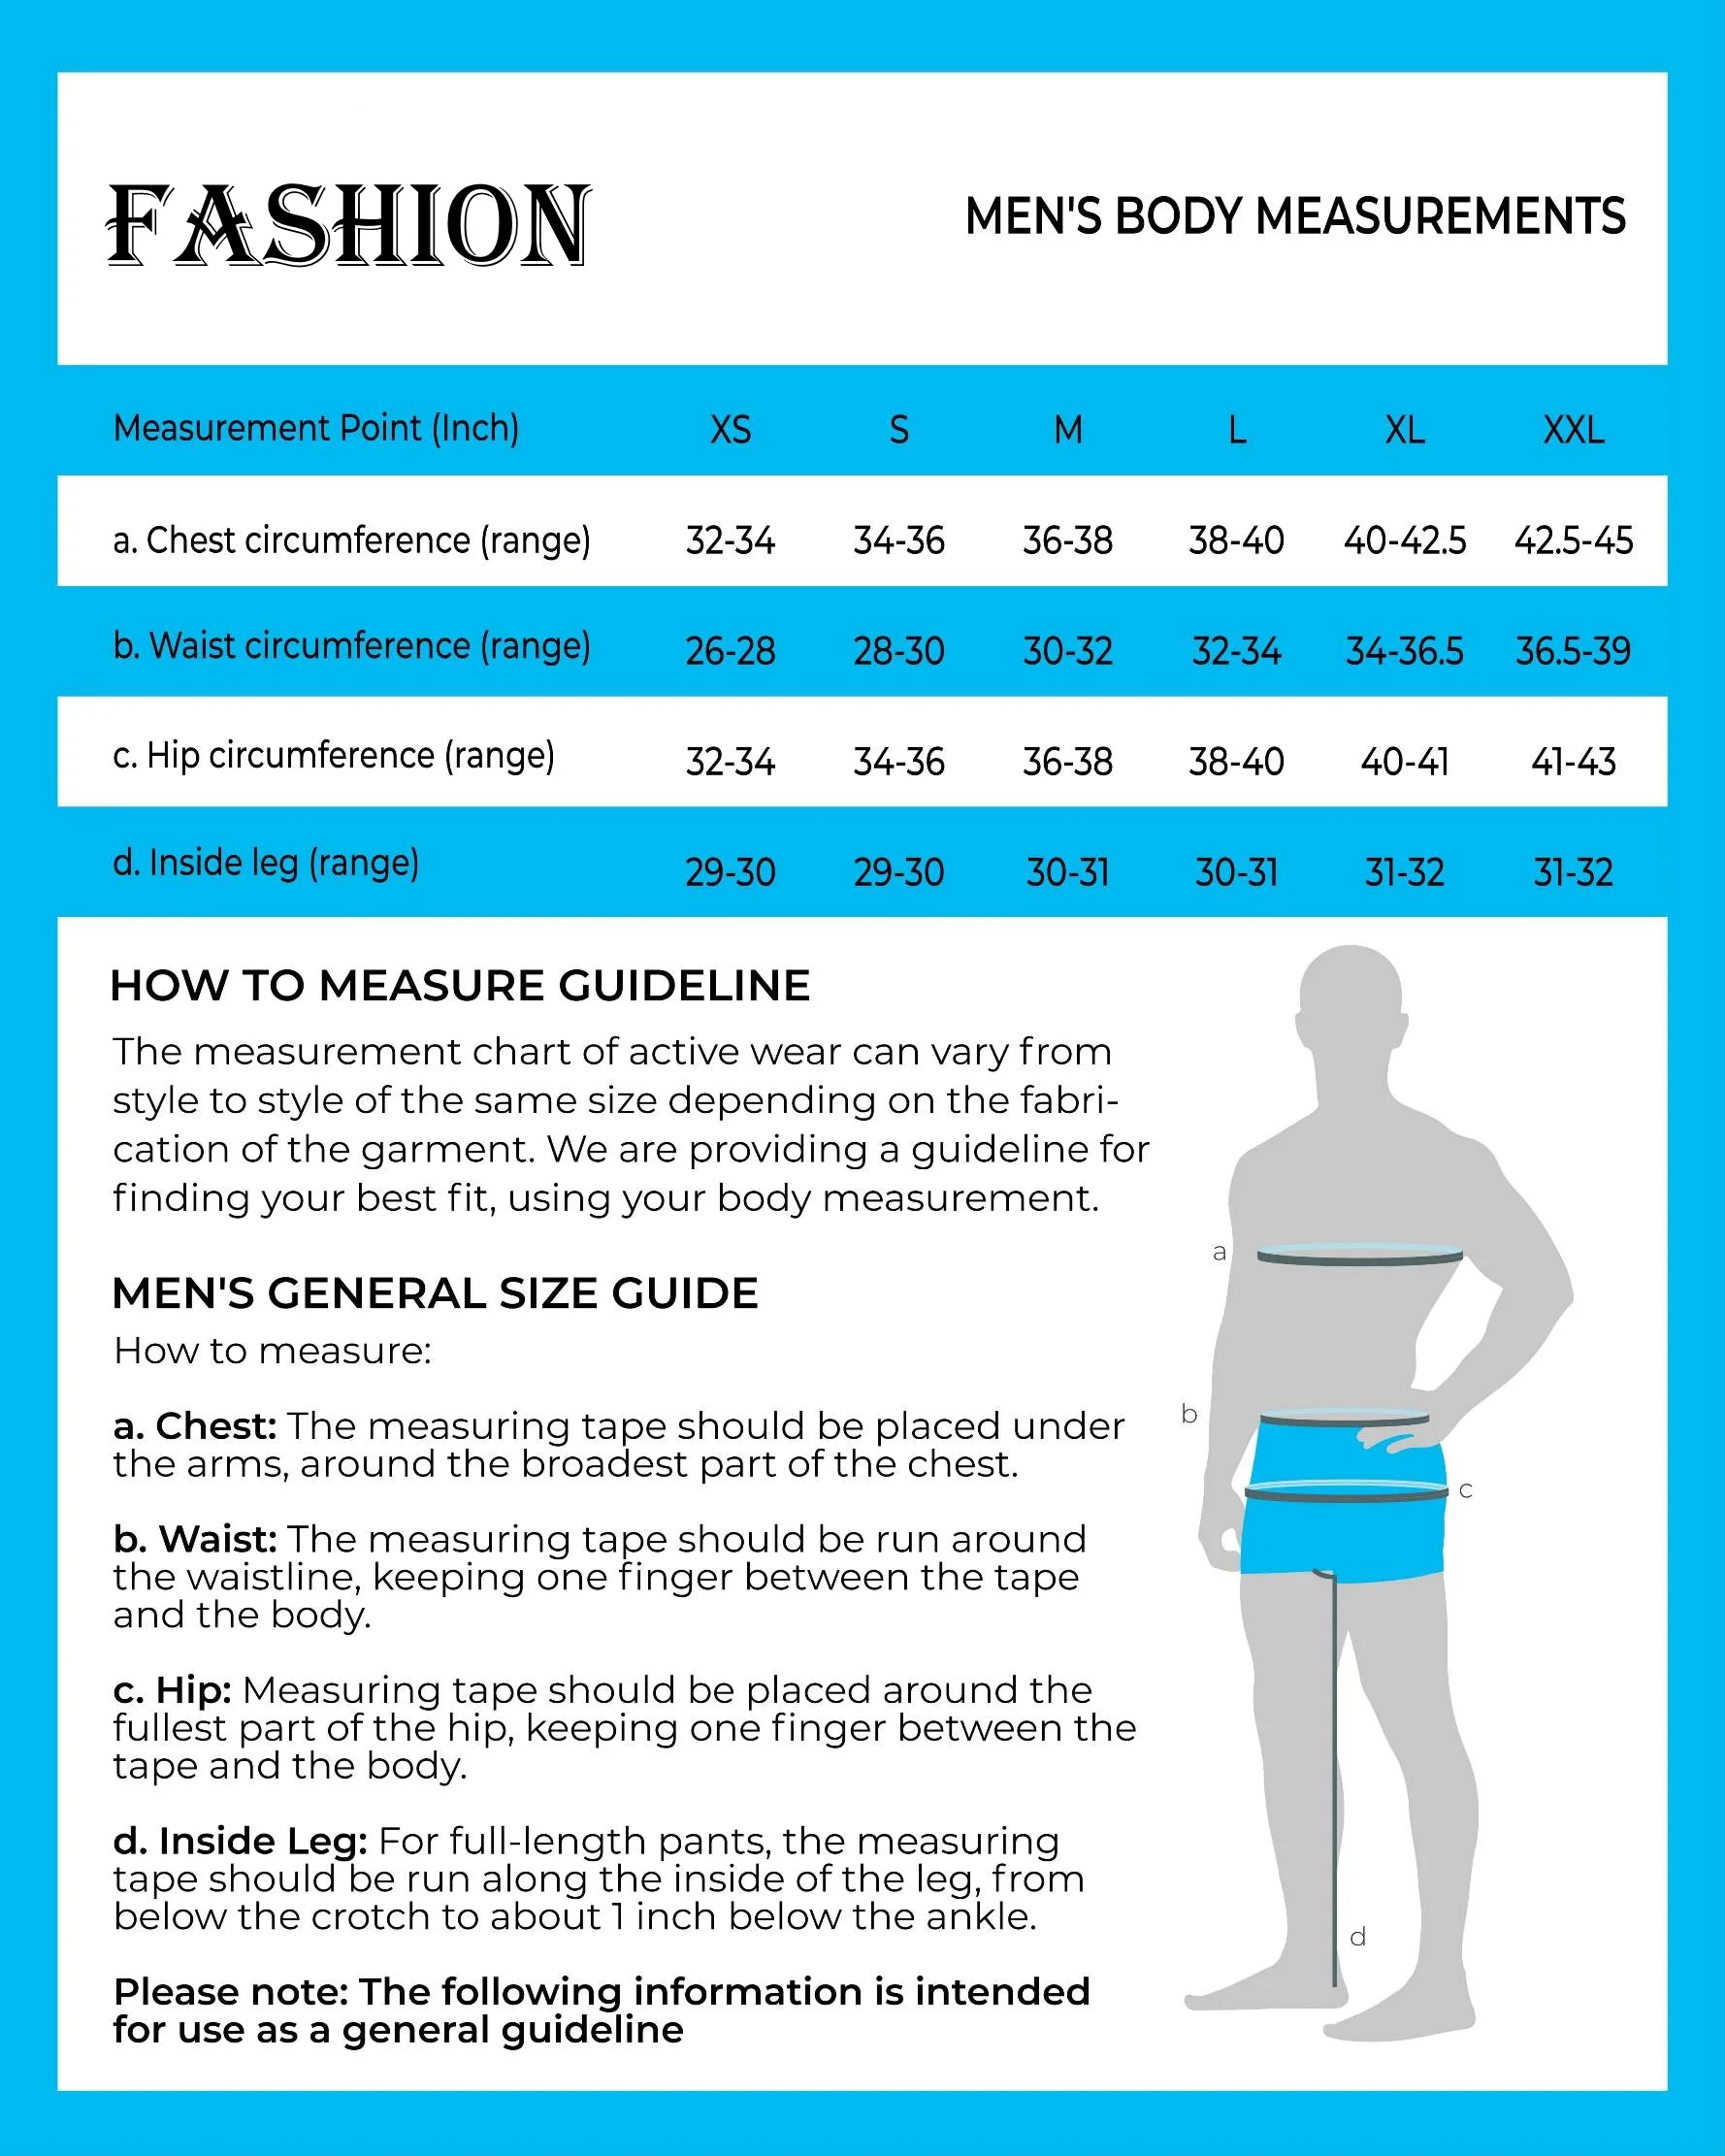 FASHION
MEN'S BODY MEASUREMENTS
Measurement Point (Inch) XS S M L XL XXL
a. Chest circumference (range) 32-34 34-36 36-38 38-40 40-42.5 42.5-45
b. Waist circumference (range) 26-28 28-30 30-32 32-34 34-36.5 36.5-39
c. Hip circumference (range) 32-34 34-36 36-38 38-40 40-41 41-43
d. Inside leg (range) 29-30 29-30 30-31 30-31 31-32 31-32
HOW TO MEASURE GUIDELINE
The measurement chart of active wear can vary from
style to style of the same size depending on the fabri-
cation of the garment. We are providing a guideline for
finding your best fit, using your body measurement.
MEN'S GENERAL SIZE GUIDE
How to measure:
a. Chest: The measuring tape should be placed under
the arms, around the broadest part of the chest.
b. Waist: The measuring tape should be run around
the waistline, keeping one finger between the tape
and the body.
c. Hip: Measuring tape should be placed around the
fullest part of the hip, keeping one finger between the
tape and the body.
d. Inside Leg: For full-length pants, the measuring
tape should be run along the inside of the leg, from
below the crotch to about 1 inch below the ankle.
Please note: The following information is intended
for use as a general guideline
a
b
c
d